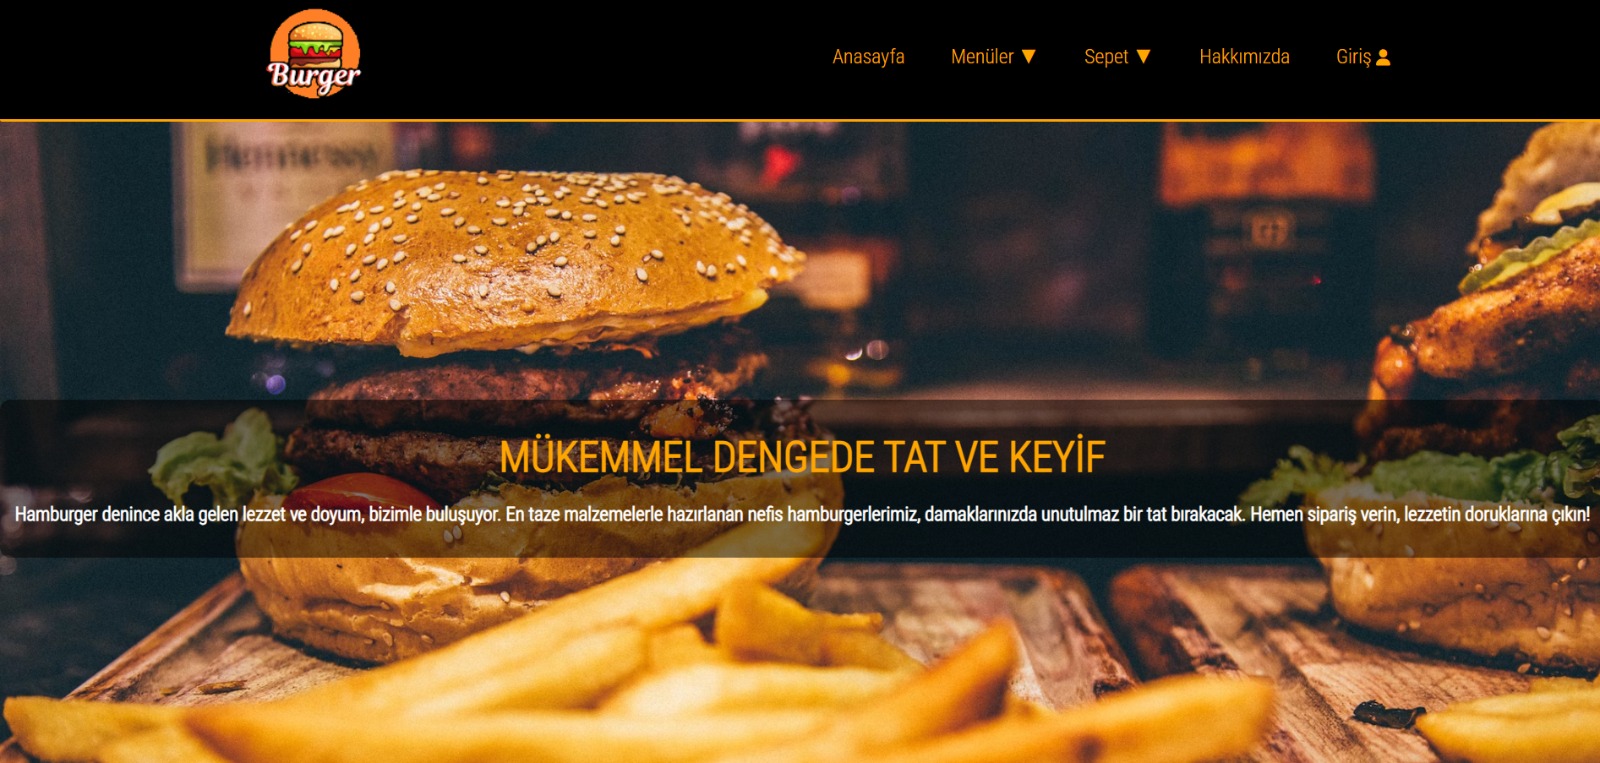 Burger
Anasayfa Menüler ▼ Sepet ▼ Hakkımızda Giriş
Hennessy
MÜKEMMEL DENGEDE TAT VE KEYİF
Hamburger denince akla gelen lezzet ve doyum, bizimle buluşuyor. En taze malzemelerle hazırlanan nefis hamburgerlerimiz, damaklarınızda unutulmaz bir tat bırakacak. Hemen sipariş verin, lezzetin doruklarına çıkın!